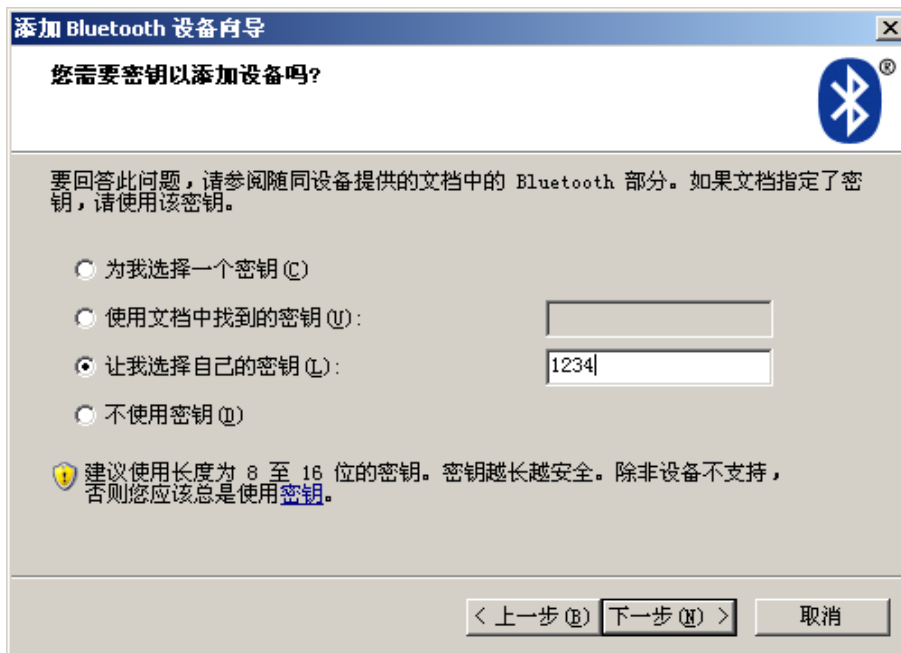 添加 Bluetooth 设备向导
您需要密钥以添加设备吗?
®
要回答此问题，请参阅随同设备提供的文档中的 Bluetooth 部分。如果文档指定了密
钥，请使用该密钥。
为我选择一个密钥(C)
使用文档中找到的密钥(U):
让我选择自己的密钥(L): 1234
不使用密钥(D)
建议使用长度为 8 至 16 位的密钥。密钥越长越安全。除非设备不支持，
否则您应该总是使用密钥。
< 上一步(B) 下一步(N) > 取消